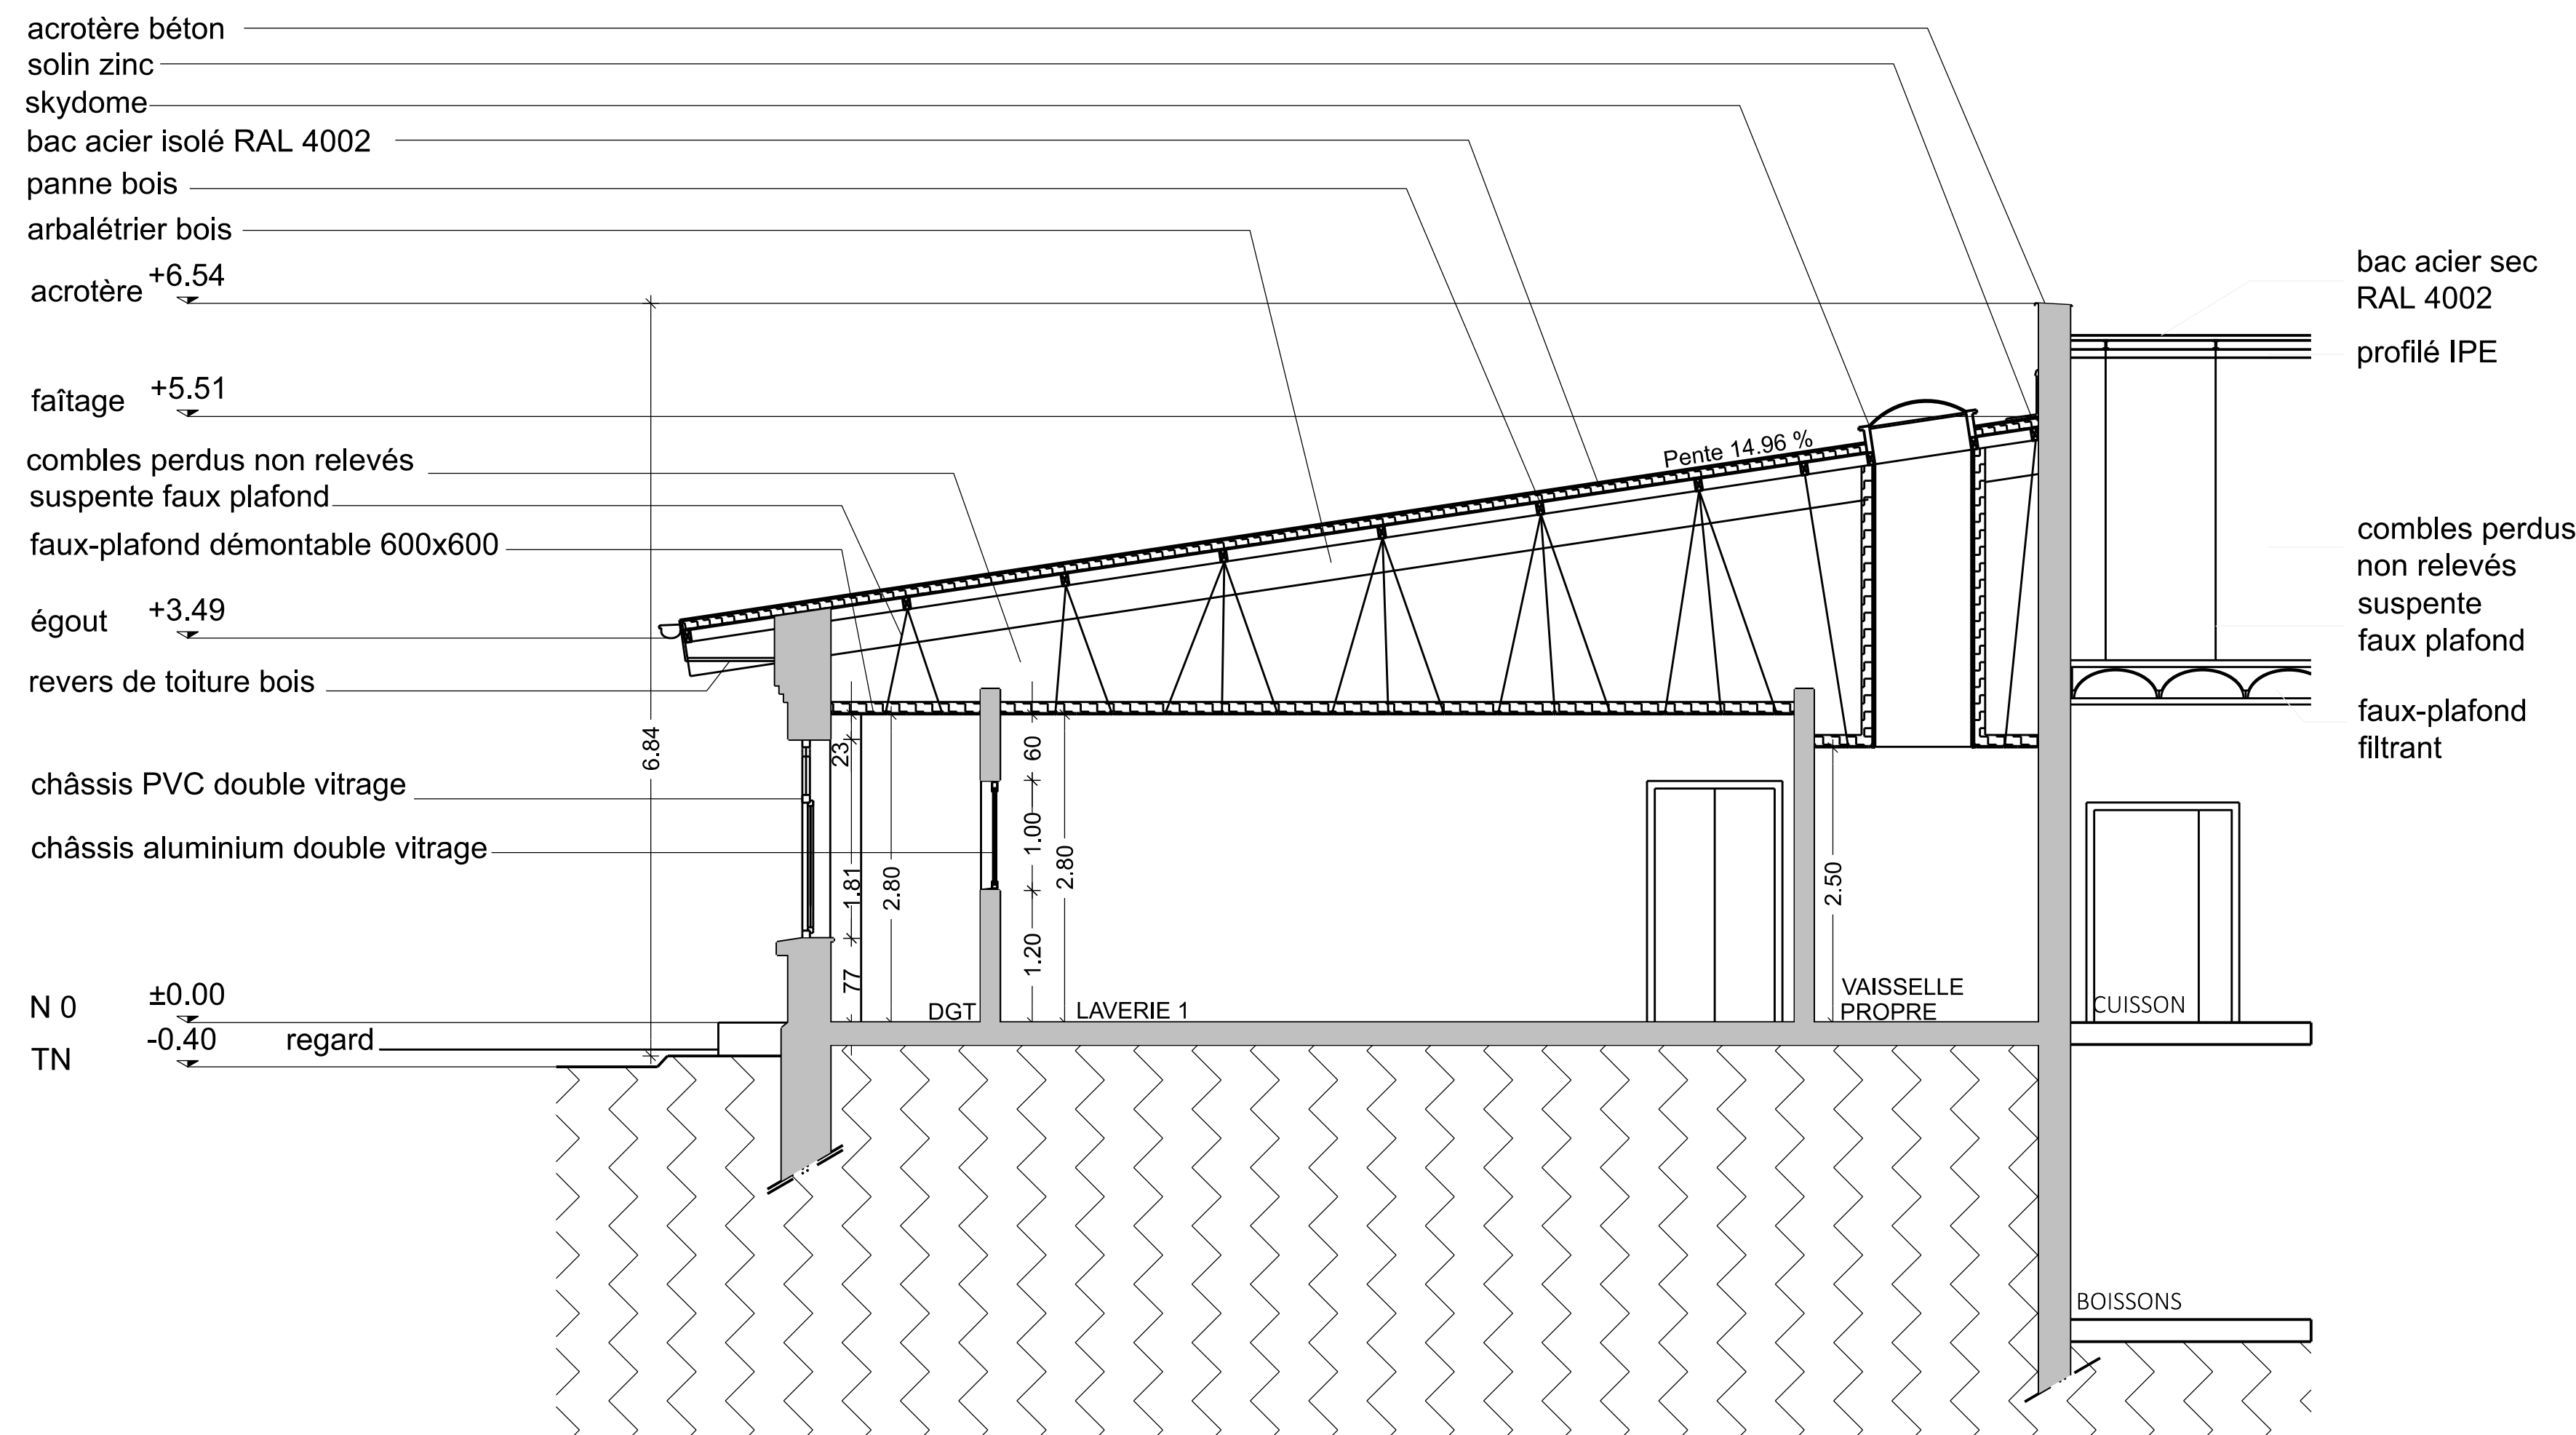 acrotère béton
solin zinc
skydome
bac acier isolé RAL 4002
panne bois
arbalétrier bois
+6.54
acrotère
+5.51
faîtage
combles perdus non relevés
suspente faux plafond
faux-plafond démontable 600x600
+3.49
égout
revers de toiture bois
châssis PVC double vitrage
châssis aluminium double vitrage
±0.00
N 0
-0.40
regard
TN
6.84
Pente 14.96 %
23
1.81
77
2.80
60
1.00
1.20
2.80
2.50
DGT
LAVERIE 1
VAISSELLE
PROPRE
CUISSON
BOISSONS
bac acier sec
RAL 4002
profilé IPE
combles perdus
non relevés
suspente
faux plafond
faux-plafond
filtrant